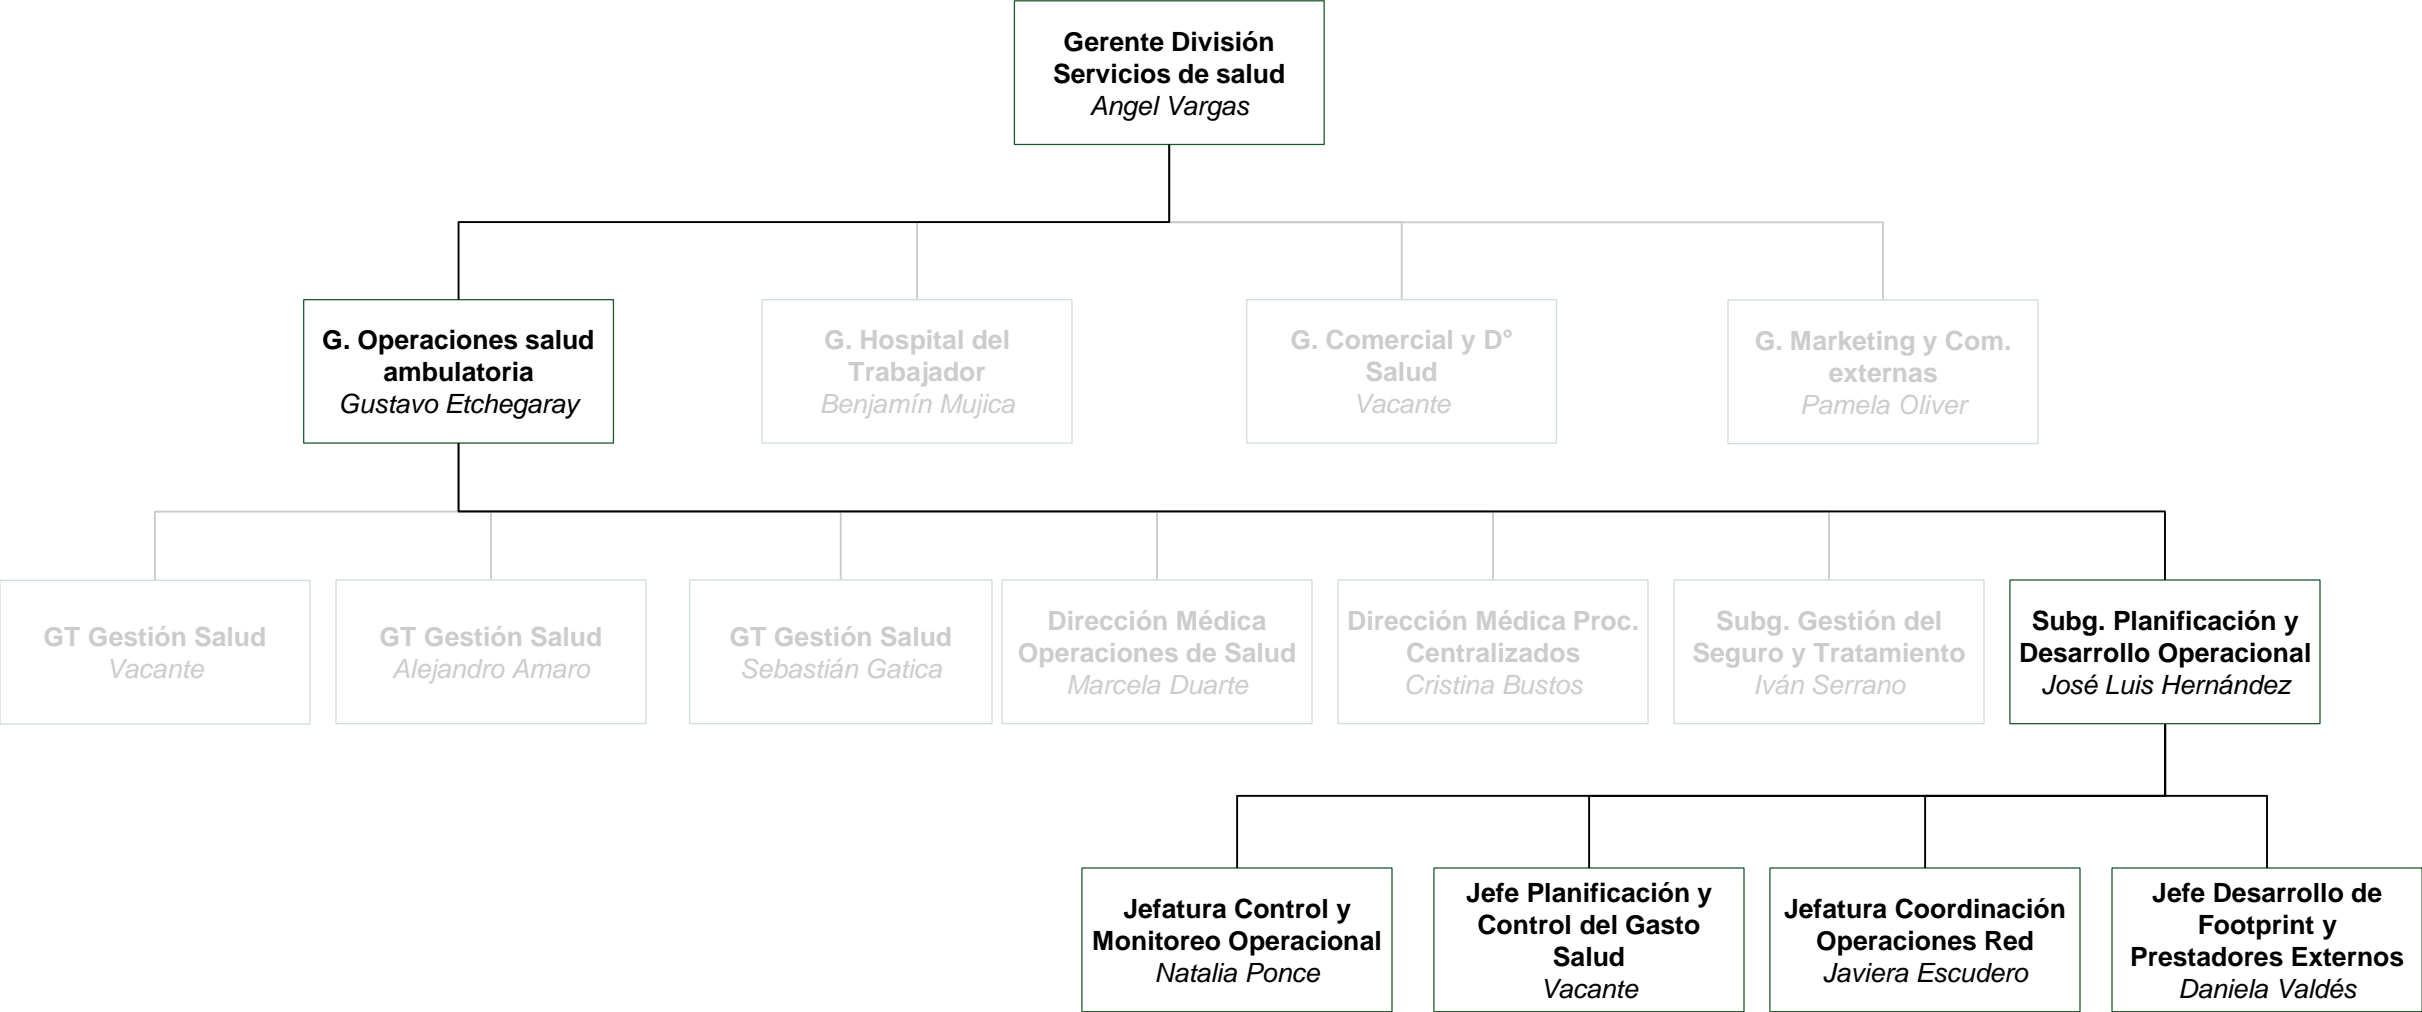 Gerente División
Servicios de salud
Angel Vargas
G. Operaciones salud
ambulatoria
Gustavo Etchegaray
G. Hospital del
Trabajador
Benjamín Mujica
G. Comercial y D°
Salud
Vacante
G. Marketing y Com.
externas
Pamela Oliver
GT Gestión Salud
Vacante
GT Gestión Salud
Alejandro Amaro
GT Gestión Salud
Sebastián Gatica
Dirección Médica
Operaciones de Salud
Marcela Duarte
Dirección Médica Proc.
Centralizados
Cristina Bustos
Subg. Gestión del
Seguro y Tratamiento
Iván Serrano
Subg. Planificación y
Desarrollo Operacional
José Luis Hernández
Jefatura Control y
Monitoreo Operacional
Natalia Ponce
Jefe Planificación y
Control del Gasto
Salud
Vacante
Jefatura Coordinación
Operaciones Red
Javiera Escudero
Jefe Desarrollo de
Footprint y
Prestadores Externos
Daniela Valdés